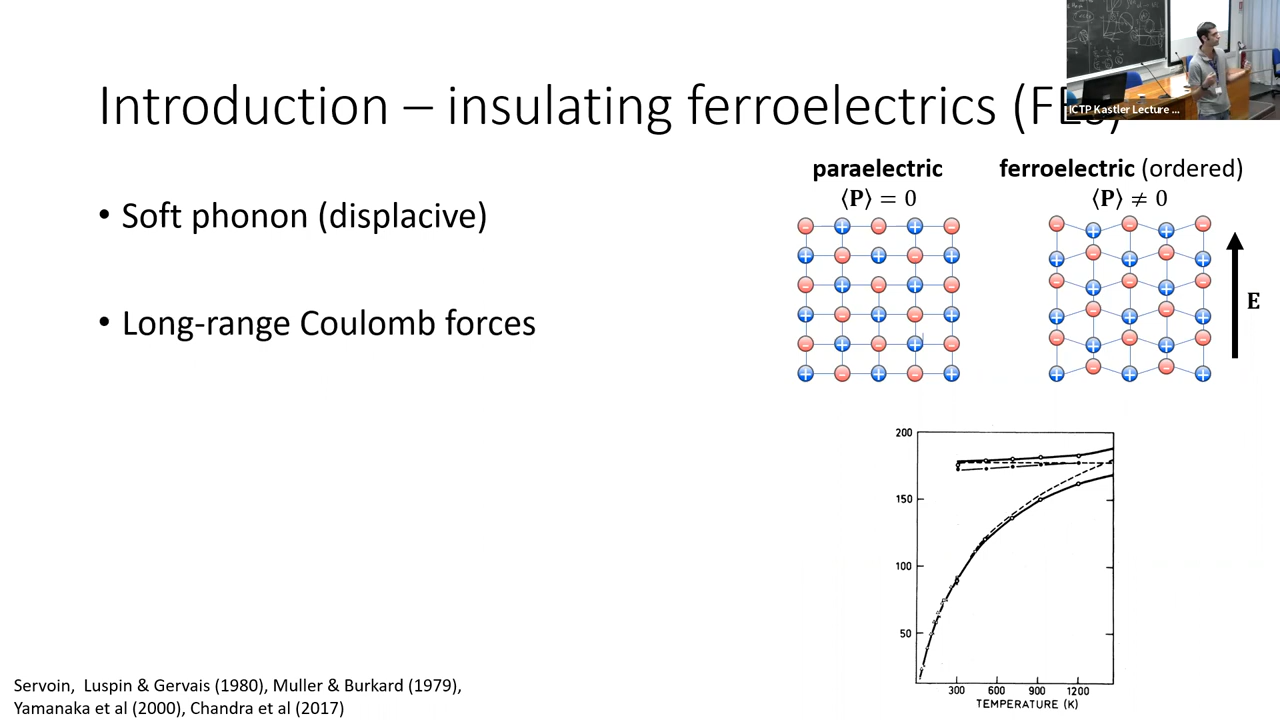 Introduction – insulating ferroelectrics (FEs)
ICTP Kastler Lecture ...
paraelectric
⟨P⟩ = 0
ferroelectric (ordered)
⟨P⟩ ≠ 0
• Soft phonon (displacive)
• Long-range Coulomb forces
E
200
150
100
50
300 600 900 1200
TEMPERATURE (K)
Servoin, Luspin & Gervais (1980), Muller & Burkard (1979),
Yamanaka et al (2000), Chandra et al (2017)